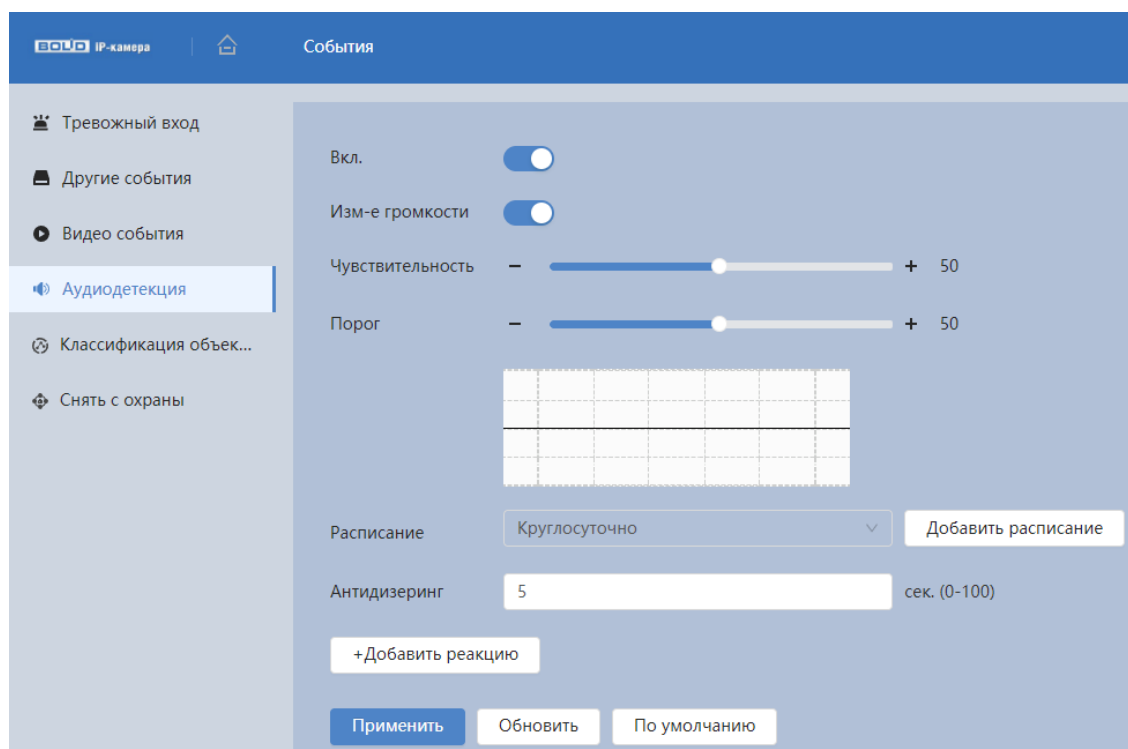 BOLID IP-камера
События
Тревожный вход
Другие события
Видео события
Аудиодетекция
Классификация объек...
Снять с охраны
Вкл.
Изм-е громкости
Чувствительность − + 50
Порог − + 50
Расписание Круглосуточно Добавить расписание
Антидизеринг 5 сек. (0-100)
+Добавить реакцию
Применить Обновить По умолчанию